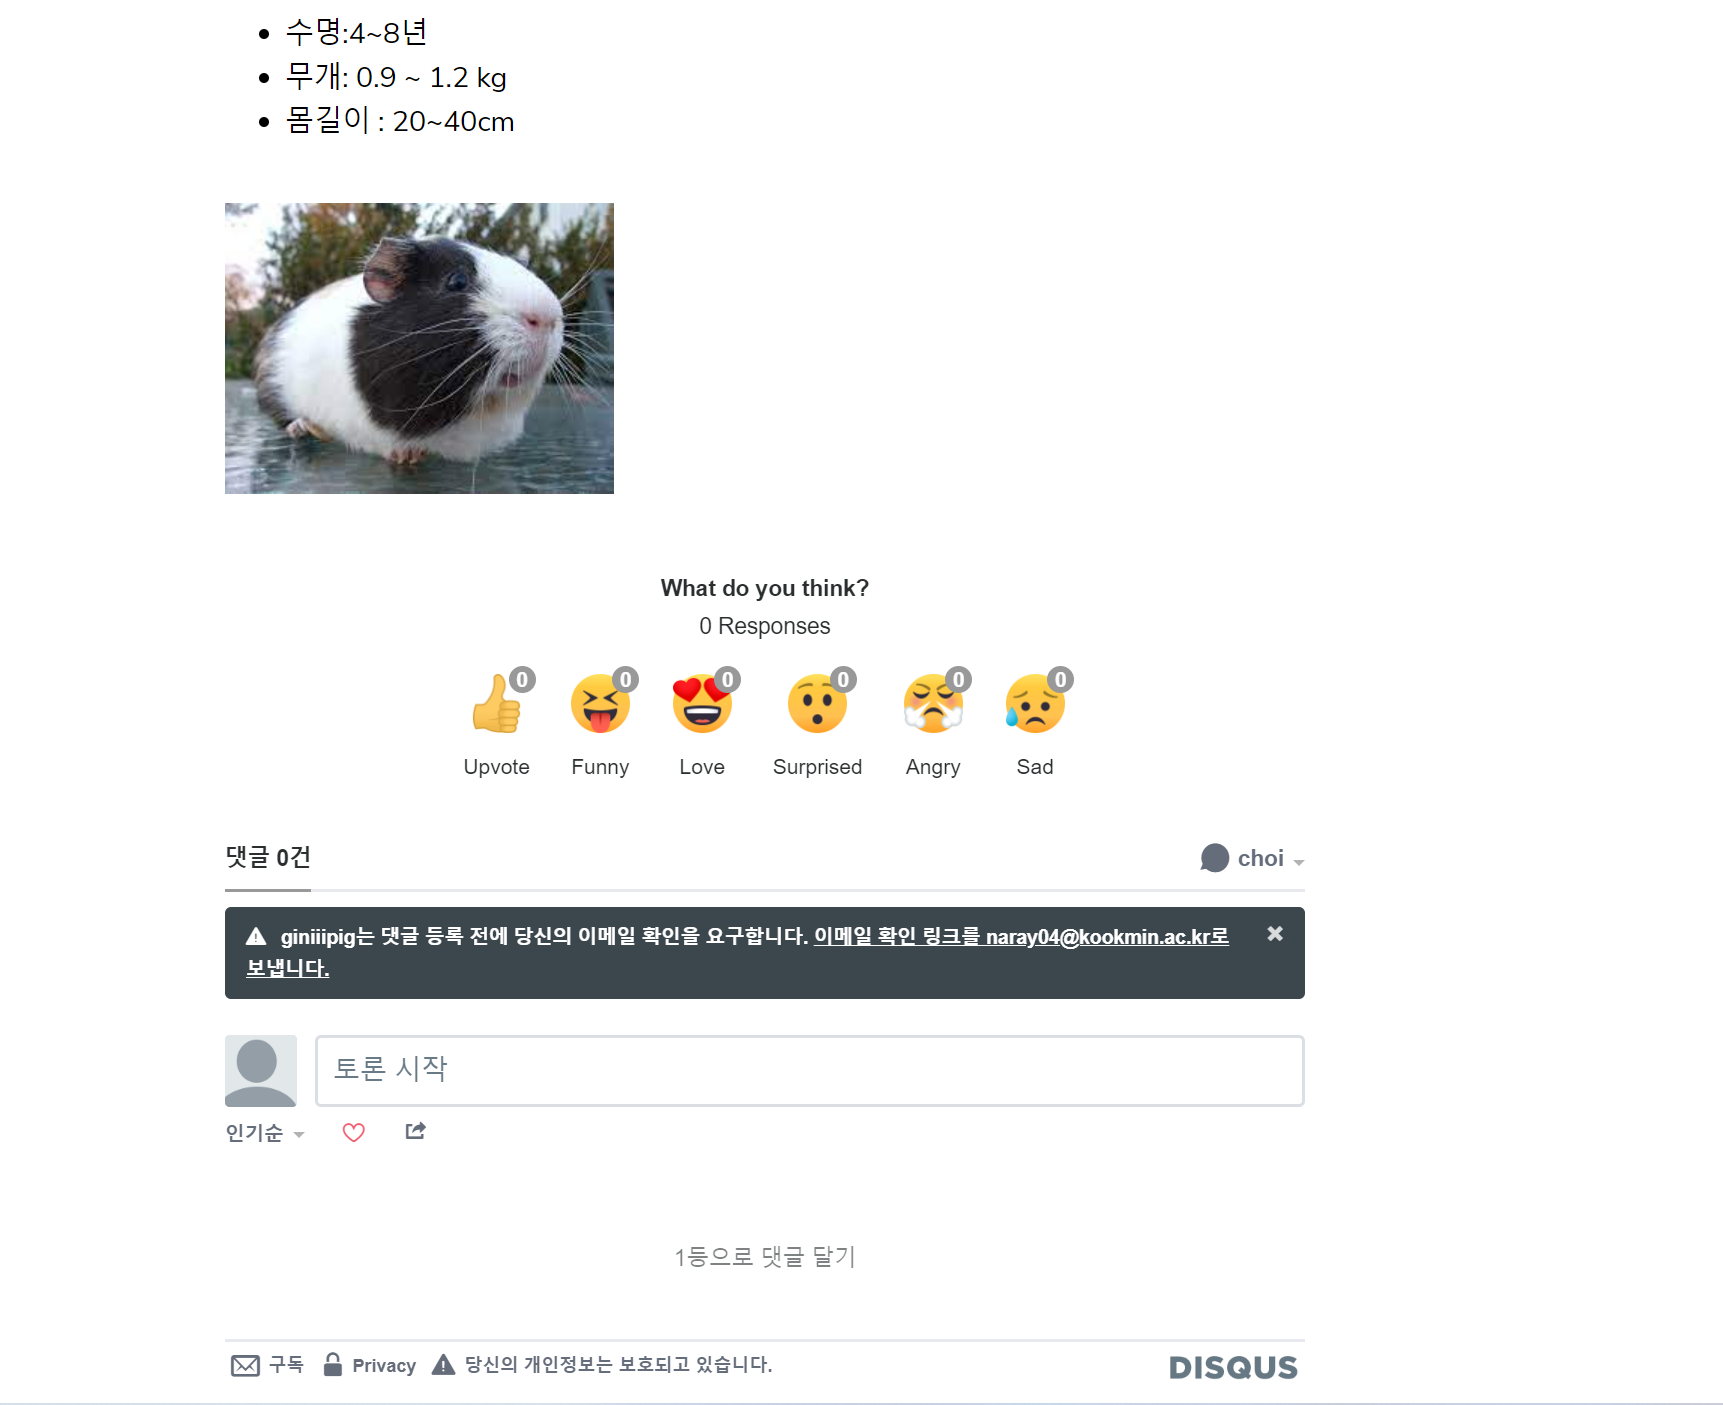 수명:4~8년
무개: 0.9 ~ 1.2 kg
몸길이 : 20~40cm
What do you think?
0 Responses
0 0 0 0 0 0
Upvote Funny Love Surprised Angry Sad
댓글 0건 choi
giniiipig는 댓글 등록 전에 당신의 이메일 확인을 요구합니다. 이메일 확인 링크를 naray04@kookmin.ac.kr로
보냅니다.
토론 시작
인기순
1등으로 댓글 달기
구독 Privacy 당신의 개인정보는 보호되고 있습니다. DISQUS